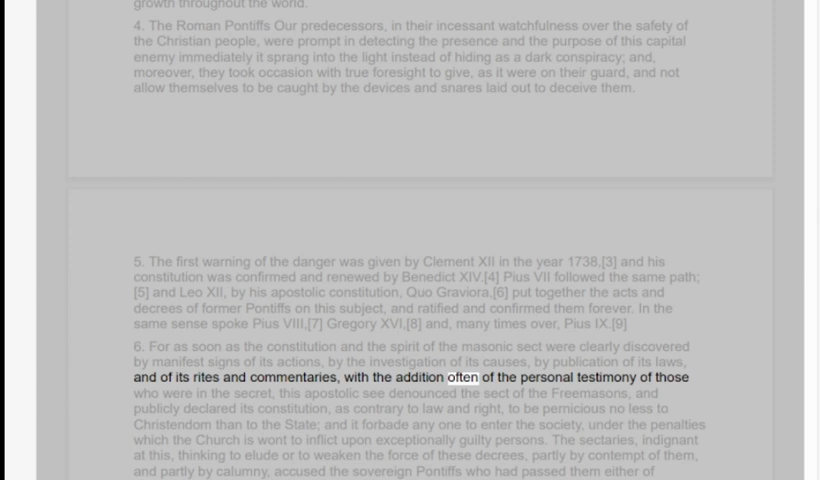 growth throughout the world.
4. The Roman Pontiffs Our predecessors, in their incessant watchfulness over the safety of
the Christian people, were prompt in detecting the presence and the purpose of this capital
enemy immediately it sprang into the light instead of hiding as a dark conspiracy; and,
moreover, they took occasion with true foresight to give, as it were on their guard, and not
allow themselves to be caught by the devices and snares laid out to deceive them.
5. The first warning of the danger was given by Clement XII in the year 1738,[3] and his
constitution was confirmed and renewed by Benedict XIV.[4] Pius VII followed the same path;
[5] and Leo XII, by his apostolic constitution, Quo Graviora,[6] put together the acts and
decrees of former Pontiffs on this subject, and ratified and confirmed them forever. In the
same sense spoke Pius VIII,[7] Gregory XVI,[8] and, many times over, Pius IX.[9]
6. For as soon as the constitution and the spirit of the masonic sect were clearly discovered
by manifest signs of its actions, by the investigation of its causes, by publication of its laws,
and of its rites and commentaries, with the addition often of the personal testimony of those
who were in the secret, this apostolic see denounced the sect of the Freemasons, and
publicly declared its constitution, as contrary to law and right, to be pernicious no less to
Christendom than to the State; and it forbade any one to enter the society, under the penalties
which the Church is wont to inflict upon exceptionally guilty persons. The sectaries, indignant
at this, thinking to elude or to weaken the force of these decrees, partly by contempt of them,
and partly by calumny, accused the sovereign Pontiffs who had passed them either of